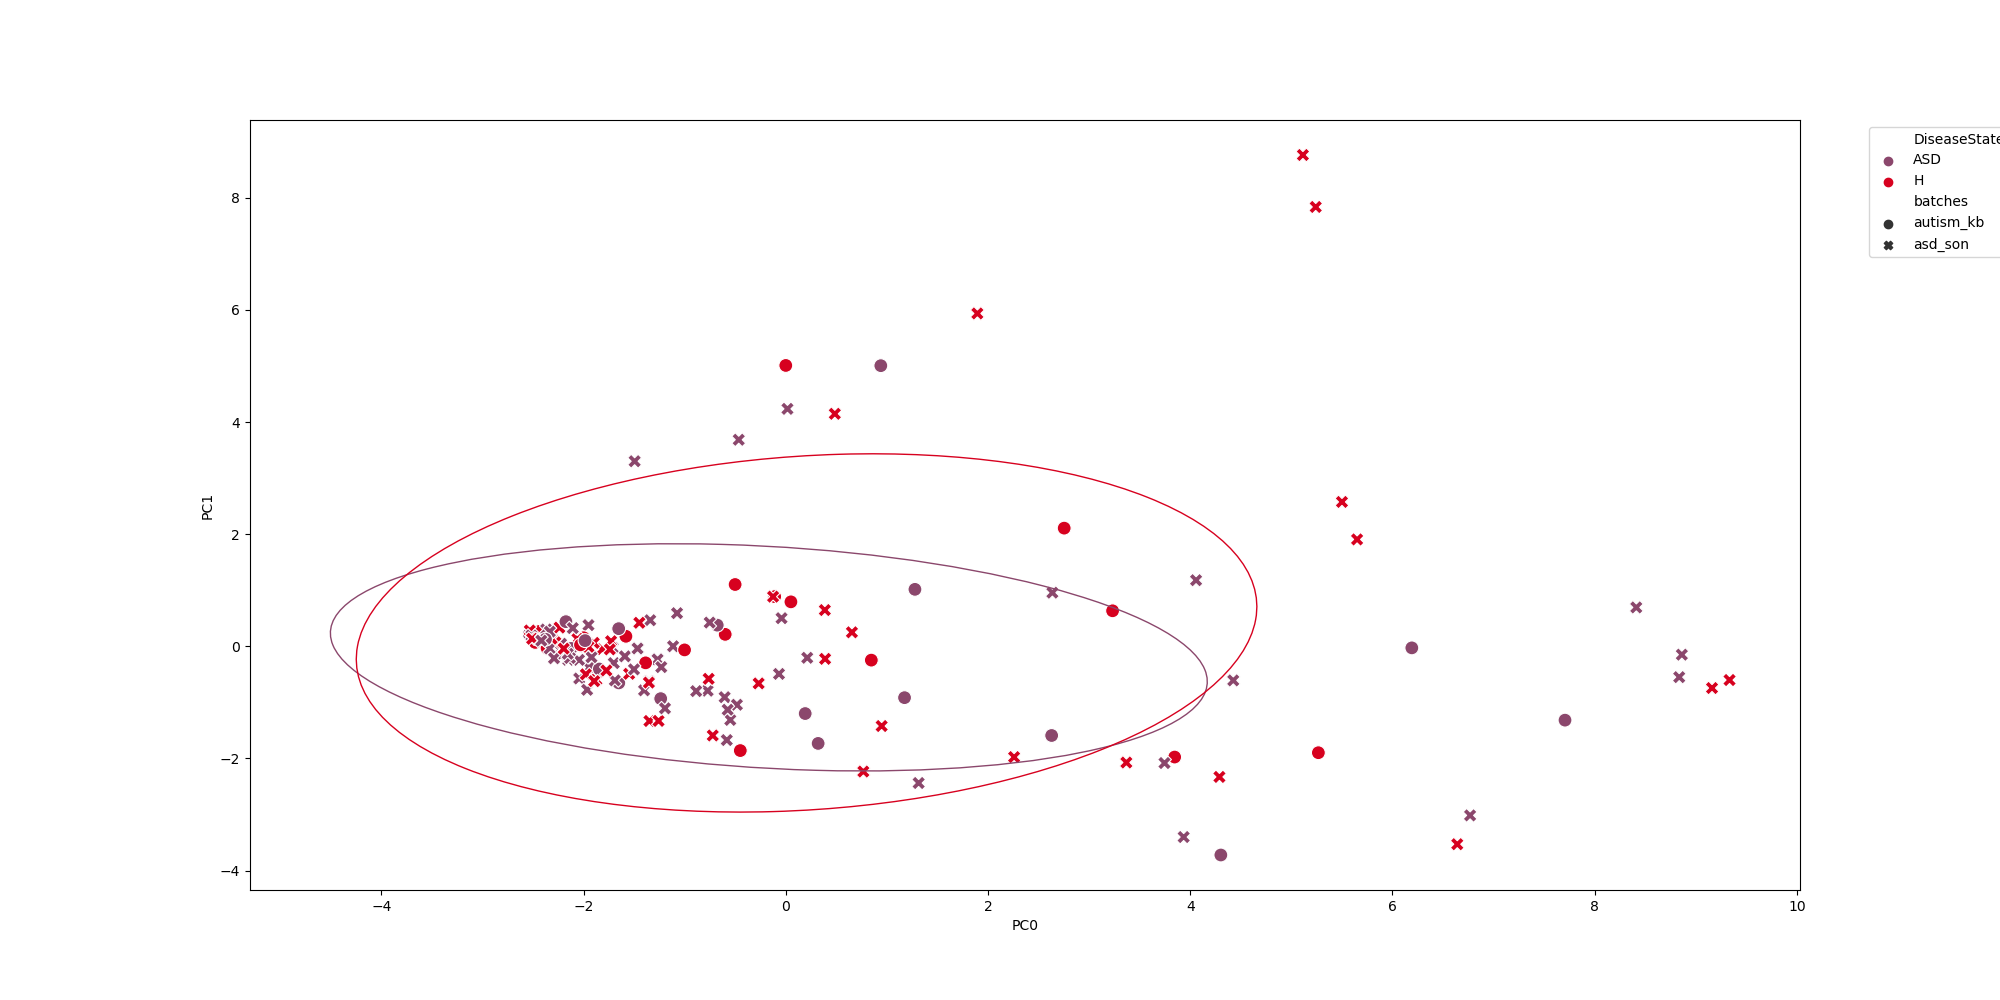 DiseaseState
ASD
H
batches
autism_kb
asd_son
8
6
4
2
0
−2
−4
PC1
−4
−2
0
2
4
6
8
10
PC0